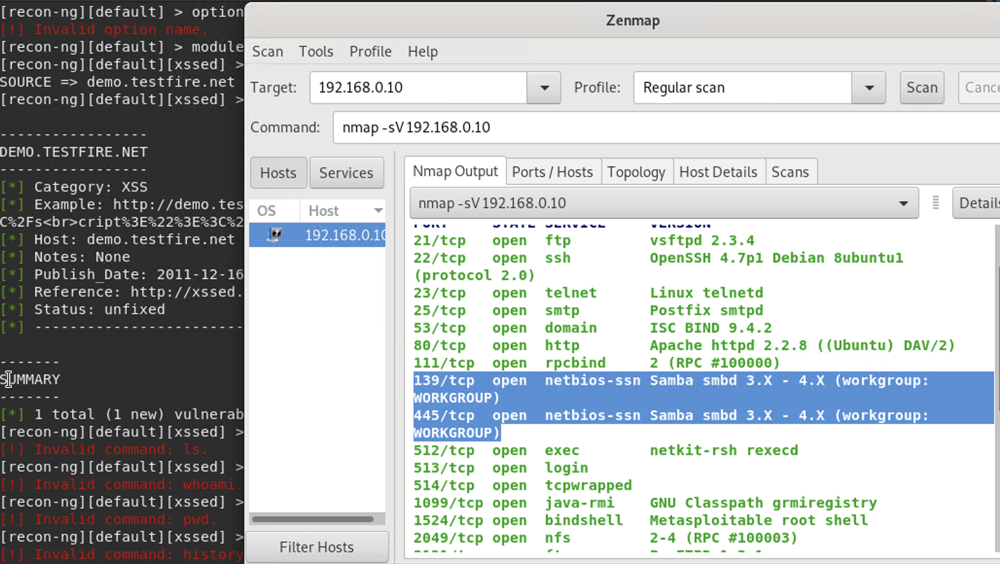 [recon-ng][default] > option
[!] Invalid option name.
[recon-ng][default] > module
[recon-ng][default][xssed] >
SOURCE => demo.testfire.net
[recon-ng][default][xssed] >
-----------------
DEMO.TESTFIRE.NET
-----------------
[*] Category: XSS
[*] Example: http://demo.tes
C%2Fs<br>cript%3E%22%3E%3C%2
[*] Host: demo.testfire.net
[*] Notes: None
[*] Publish_Date: 2011-12-16
[*] Reference: http://xssed.
[*] Status: unfixed
[*] ------------------------
-------
SUMMARY
-------
[*] 1 total (1 new) vulnerab
[recon-ng][default][xssed] >
[!] Invalid command: ls.
[recon-ng][default][xssed] >
[!] Invalid command: whoami.
[recon-ng][default][xssed] >
[!] Invalid command: pwd.
[recon-ng][default][xssed] >
[!] Invalid command: history
Zenmap
Scan Tools Profile Help
Target: 192.168.0.10 Profile: Regular scan Scan Cance
Command: nmap -sV 192.168.0.10
Hosts Services
OS Host
192.168.0.10
Filter Hosts
Nmap Output Ports / Hosts Topology Host Details Scans
nmap -sV 192.168.0.10 Details
PORT STATE SERVICE VERSION
21/tcp open ftp vsftpd 2.3.4
22/tcp open ssh OpenSSH 4.7p1 Debian 8ubuntu1
(protocol 2.0)
23/tcp open telnet Linux telnetd
25/tcp open smtp Postfix smtpd
53/tcp open domain ISC BIND 9.4.2
80/tcp open http Apache httpd 2.2.8 ((Ubuntu) DAV/2)
111/tcp open rpcbind 2 (RPC #100000)
139/tcp open netbios-ssn Samba smbd 3.X - 4.X (workgroup:
WORKGROUP)
445/tcp open netbios-ssn Samba smbd 3.X - 4.X (workgroup:
WORKGROUP)
512/tcp open exec netkit-rsh rexecd
513/tcp open login
514/tcp open tcpwrapped
1099/tcp open java-rmi GNU Classpath grmiregistry
1524/tcp open bindshell Metasploitable root shell
2049/tcp open nfs 2-4 (RPC #100003)